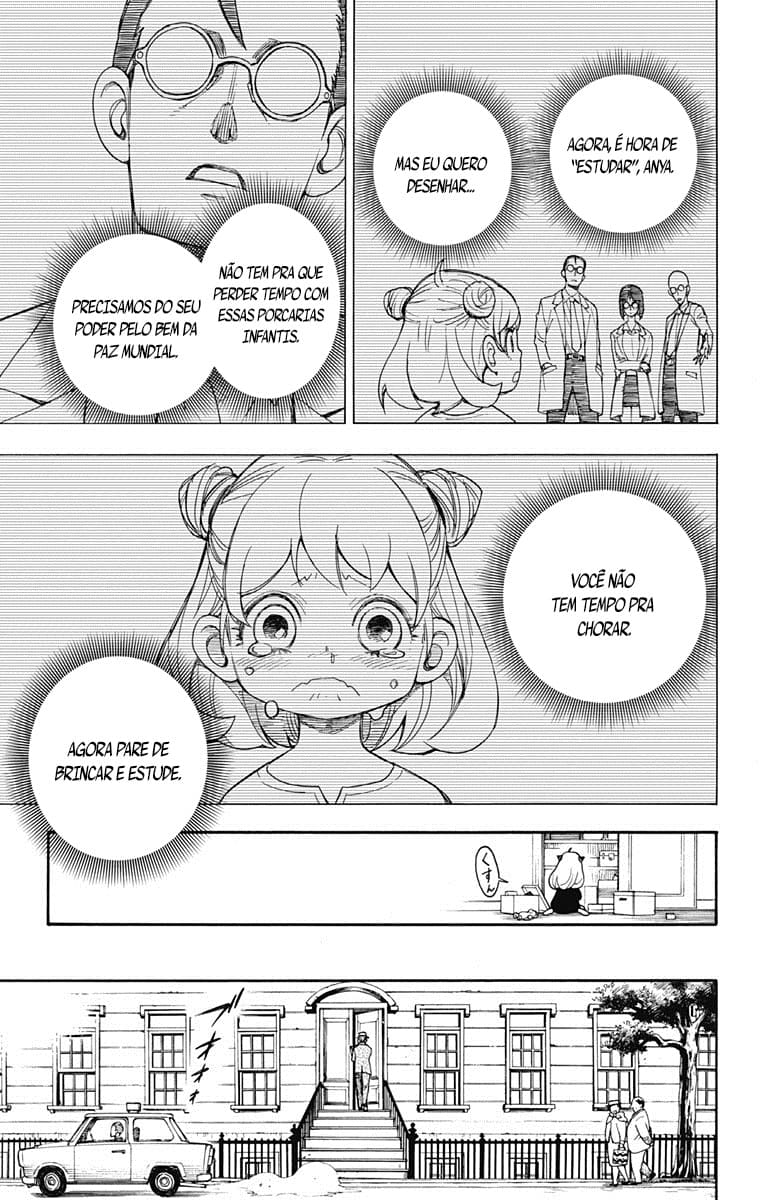 AGORA, É HORA DE
"ESTUDAR", ANYA.
MAS EU QUERO
DESENHAR...
NÃO TEM PRA QUE
PERDER TEMPO COM
ESSAS PORCARIAS
INFANTIS.
PRECISAMOS DO SEU
PODER PELO BEM DA
PAZ MUNDIAL.
VOCÊ NÃO
TEM TEMPO PRA
CHORAR.
AGORA PARE DE
BRINCAR E ESTUDE.
くすん